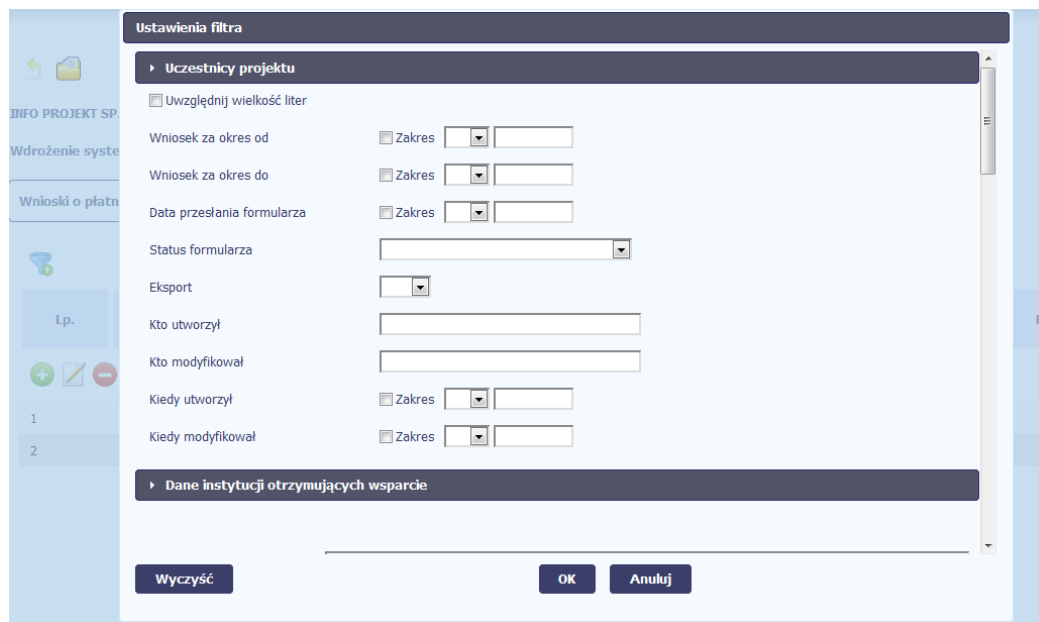 Ustawienia filtra
Uczestnicy projektu
Uwzględnij wielkość liter
INFO PROJEKT SP.
Wniosek za okres od Zakres
Wdrożenie syste
Wniosek za okres do Zakres
Wnioski o płatn
Data przesłania formularza Zakres
Status formularza
Eksport
Lp.
Kto utworzył
Kto modyfikował
Kiedy utworzył Zakres
1
Kiedy modyfikował Zakres
2
Dane instytucji otrzymujących wsparcie
Wyczyść OK Anuluj